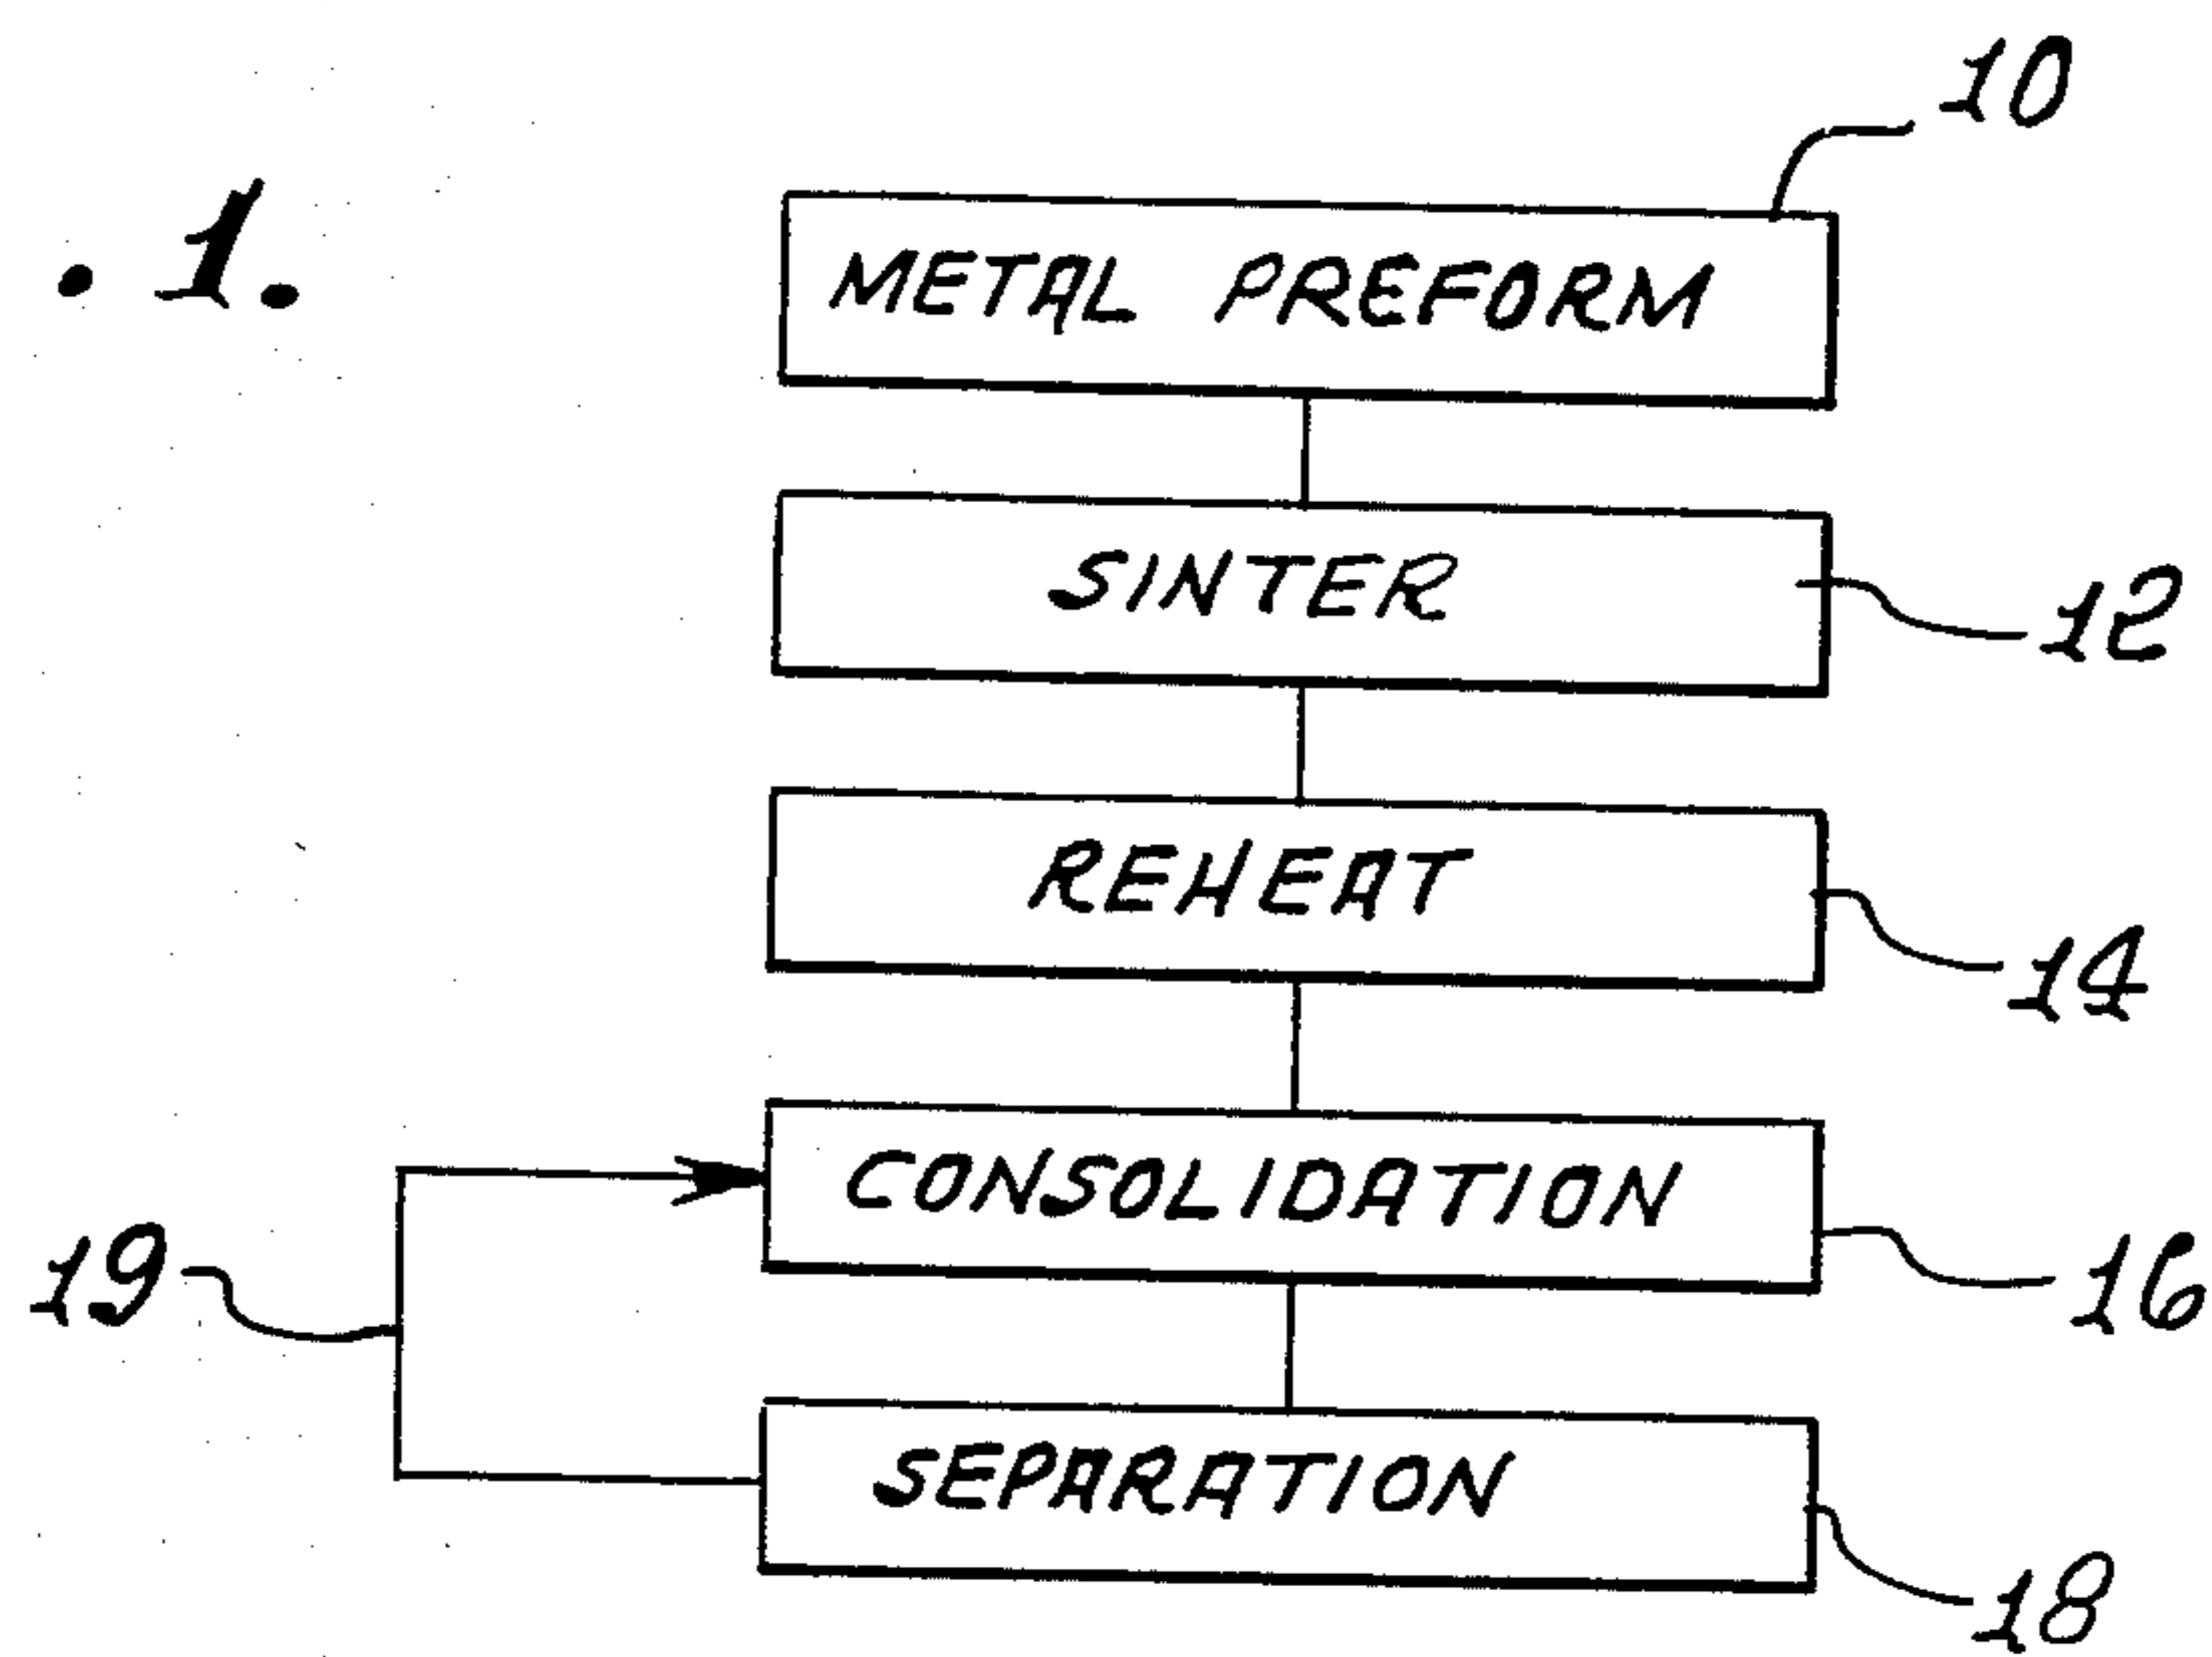 . 1.
10
METAL PREFORM
SINTER
12
REHEAT
14
CONSOLIDATION
19
16
SEPARATION
18